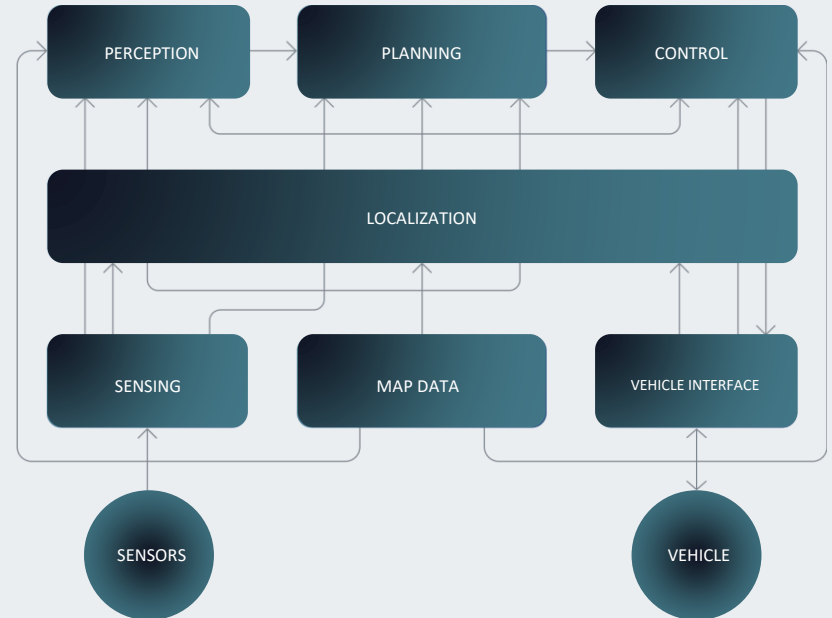 PERCEPTION
PLANNING
CONTROL
LOCALIZATION
SENSING
MAP DATA
VEHICLE INTERFACE
SENSORS
VEHICLE